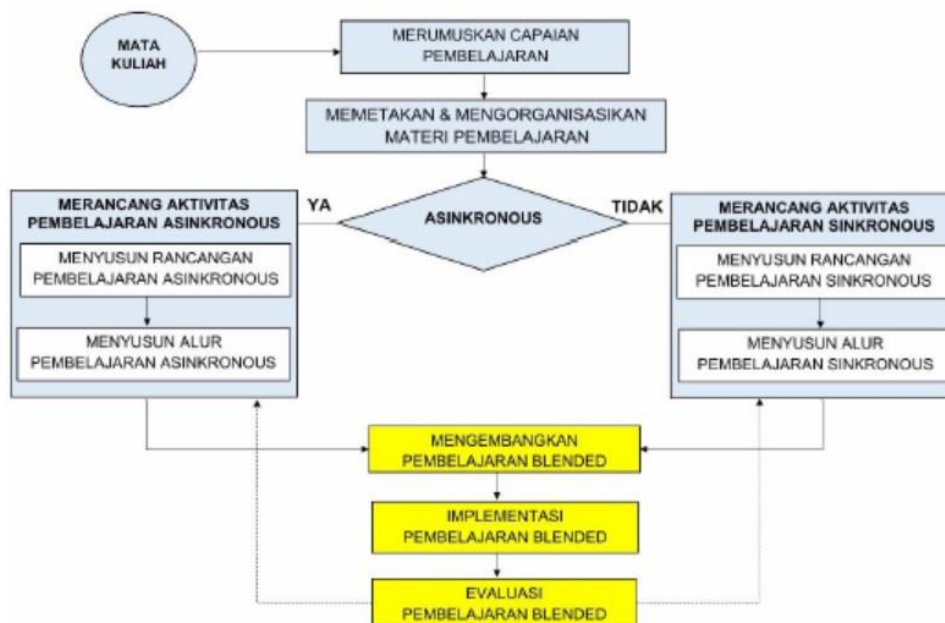 MATA
KULIAH
MERUMUSKAN CAPAIAN
PEMBELAJARAN
MEMETAKAN & MENGORGANISASIKAN
MATERI PEMBELAJARAN
ASINKRONOUS
YA
TIDAK
MERANCANG AKTIVITAS
PEMBELAJARAN ASINKRONOUS
MENYUSUN RANCANGAN
PEMBELAJARAN ASINKRONOUS
MENYUSUN ALUR
PEMBELAJARAN ASINKRONOUS
MERANCANG AKTIVITAS
PEMBELAJARAN SINKRONOUS
MENYUSUN RANCANGAN
PEMBELAJARAN SINKRONOUS
MENYUSUN ALUR
PEMBELAJARAN SINKRONOUS
MENGEMBANGKAN
PEMBELAJARAN BLENDED
IMPLEMENTASI
PEMBELAJARAN BLENDED
EVALUASI
PEMBELAJARAN BLENDED